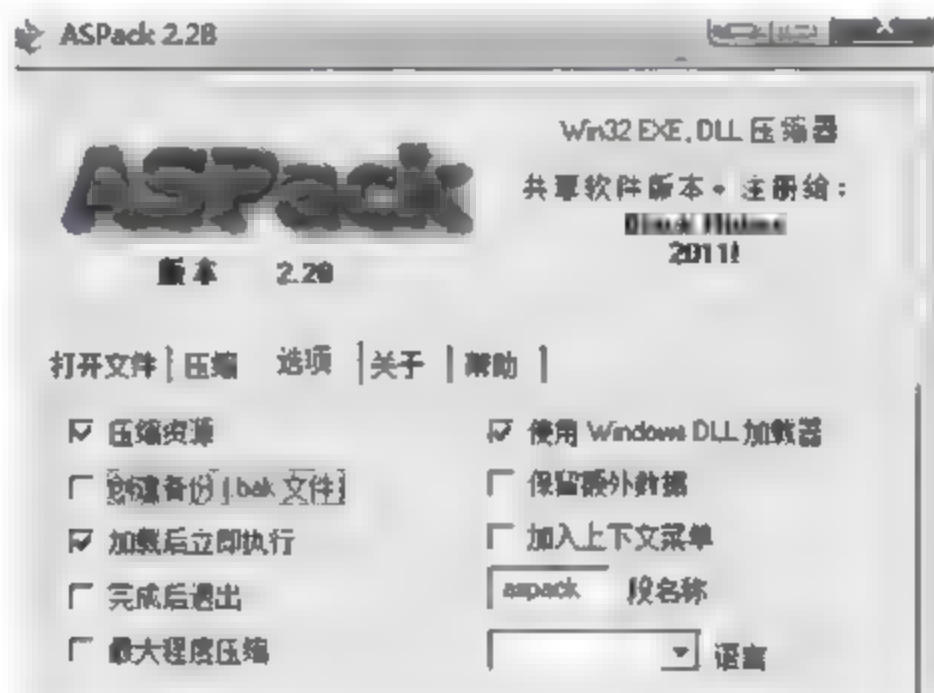 ASPack 2.28
ASPack
Win32 EXE, DLL 压缩器
共享软件版本。注册给：
2011!
版本 2.28
打开文件 压缩 选项 关于 帮助
压缩资源
使用 Windows DLL 加载器
创建备份 (.bak 文件)
保留额外数据
加载后立即执行
加入上下文菜单
完成后退出
aspack 段名称
最大程度压缩
语言